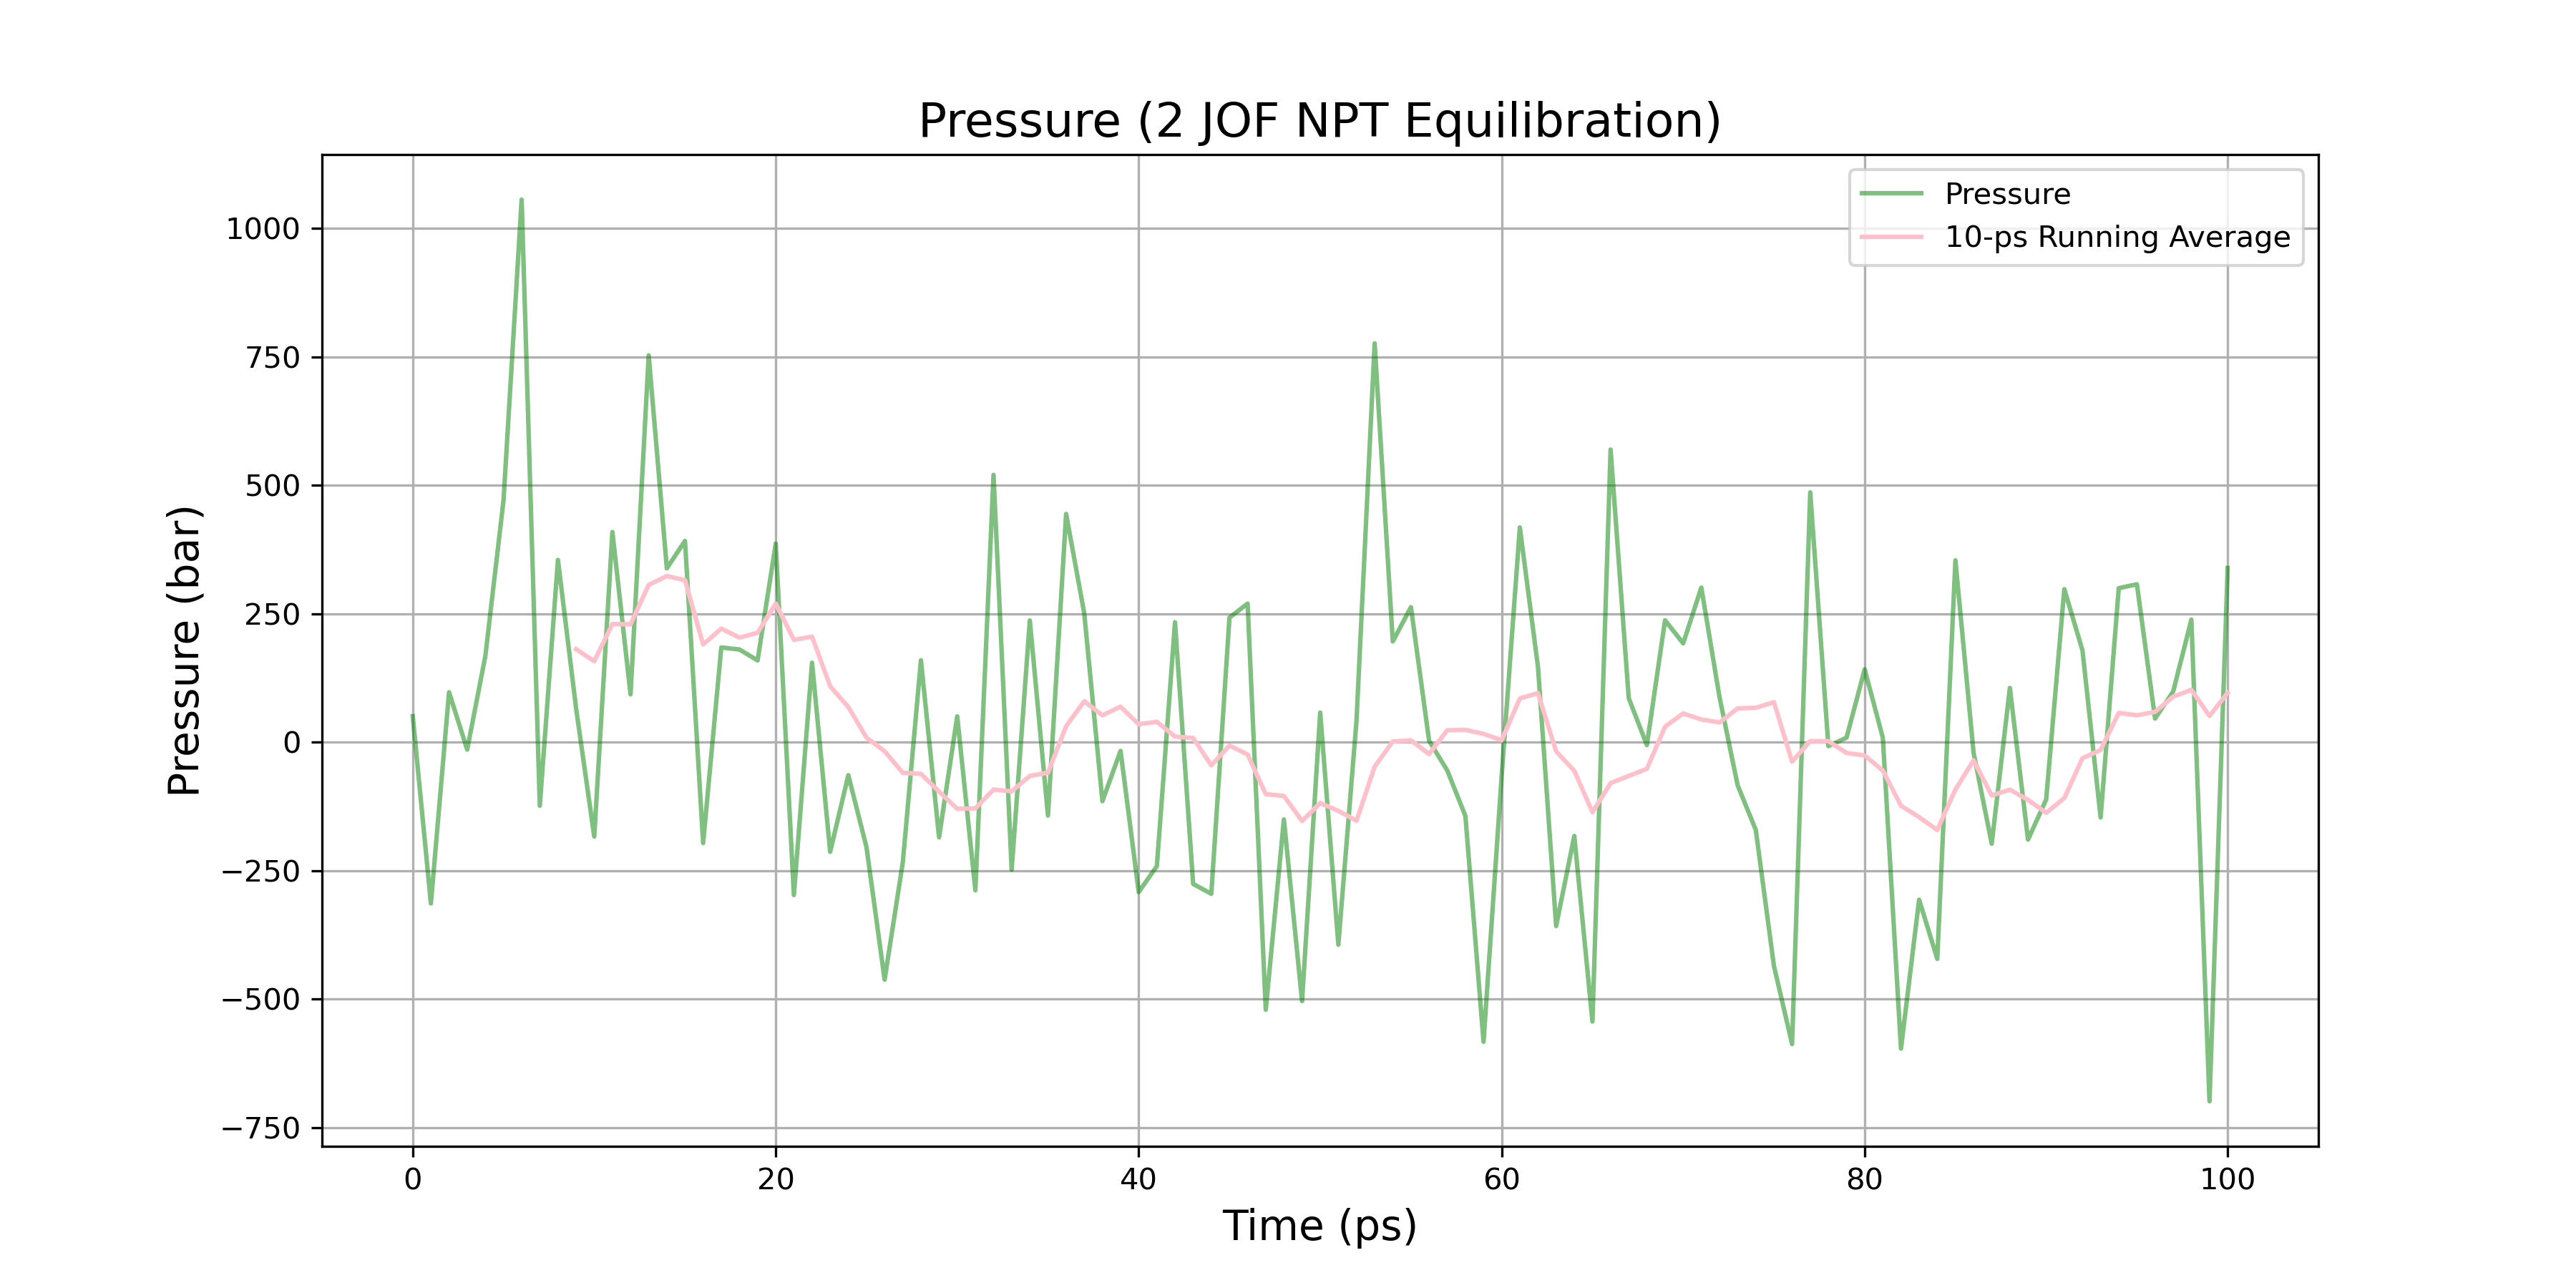 Pressure (2 JOF NPT Equilibration)
Pressure
10-ps Running Average
1000
750
500
250
0
−250
−500
−750
Pressure (bar)
0 20 40 60 80 100
Time (ps)